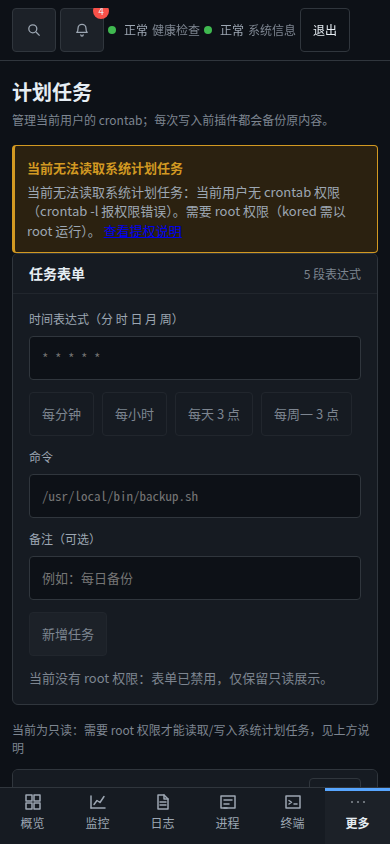 4
正常 健康检查 正常 系统信息 退出
计划任务
管理当前用户的 crontab；每次写入前插件都会备份原内容。
当前无法读取系统计划任务
当前无法读取系统计划任务：当前用户无 crontab 权限
（crontab -l 报权限错误）。需要 root 权限（kored 需以
root 运行）。
任务表单 5 段表达式
时间表达式（分 时 日 月 周）
* * * * *
每分钟 每小时 每天 3 点 每周一 3 点
命令
/usr/local/bin/backup.sh
备注（可选）
例如：每日备份
新增任务
当前没有 root 权限：表单已禁用，仅保留只读展示。
当前为只读：需要 root 权限才能读取/写入系统计划任务，见上方说
明
概览 监控 日志 进程 终端 更多